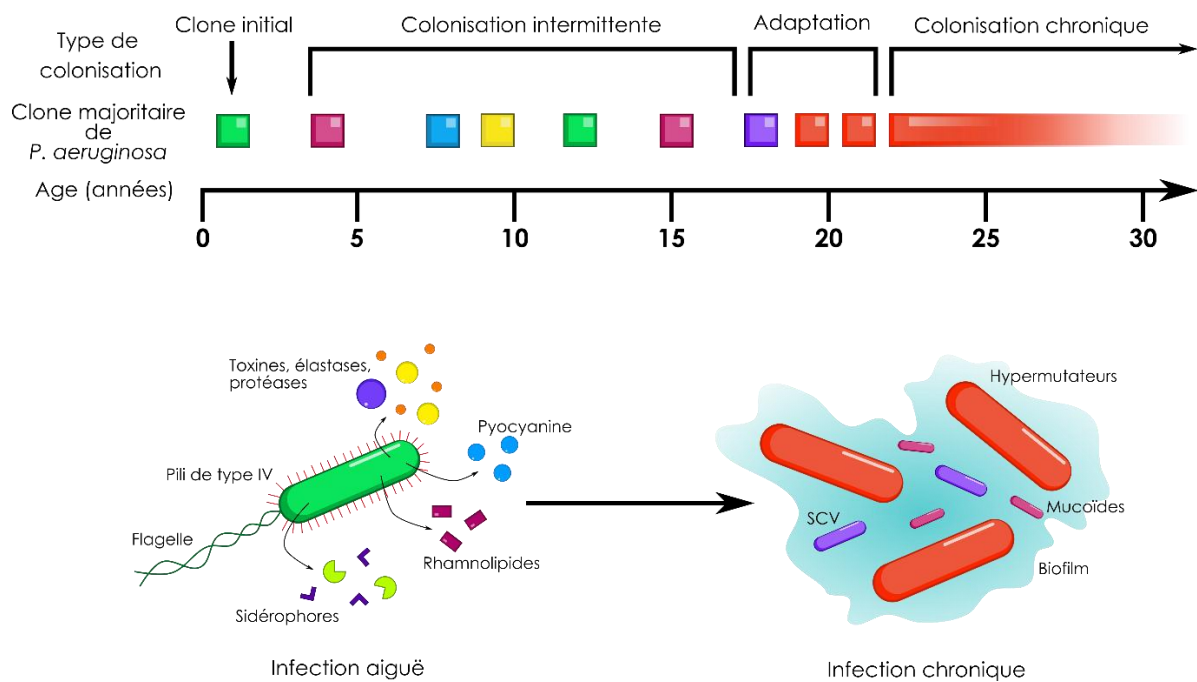 Clone initial
Colonisation intermittente
Adaptation
Colonisation chronique
Type de
colonisation
Clone majoritaire
de
P. aeruginosa
Age (années)
0
5
10
15
20
25
30
Toxines, élastases,
protéases
Pyocyanine
Pili de type IV
Flagelle
Rhamnolipides
Sidérophores
Infection aiguë
Hypermutateurs
SCV
Mucoïdes
Biofilm
Infection chronique